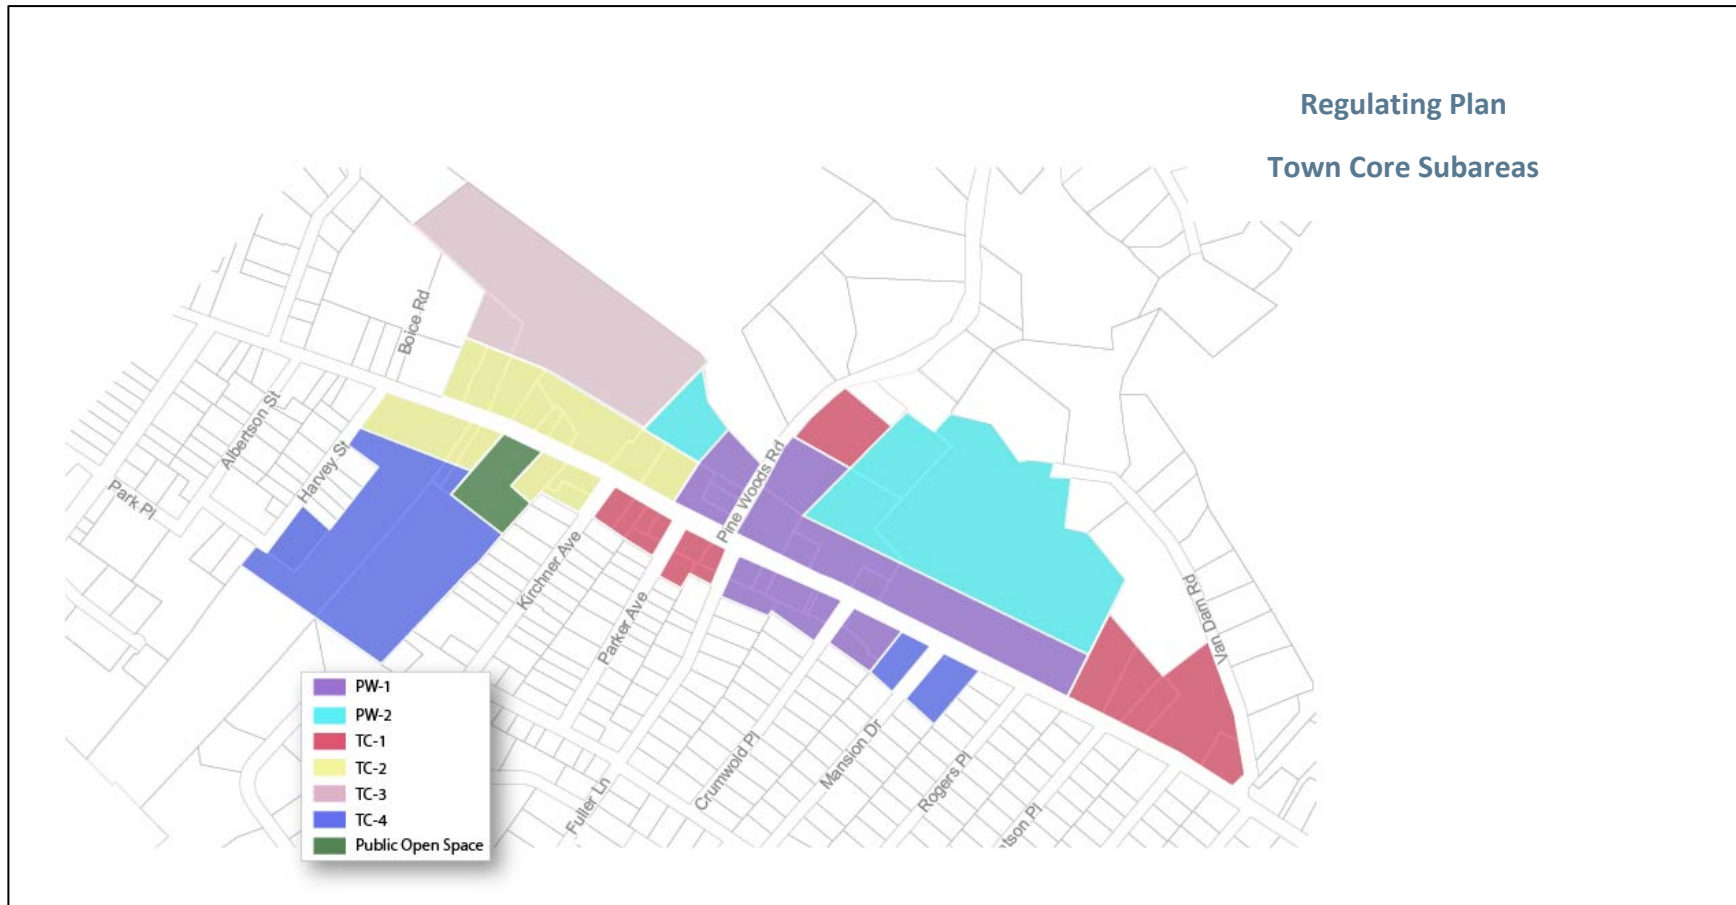 Regulating Plan
Town Core Subareas
Boice Rd
Albertson St
Harvey St
Park Pl
Pine Woods Rd
Kirchner Ave
Parker Ave
Van Dam Rd
Crumwold Pl
Mansion Dr
Rogers Pl
Fuller Ln
PW-1
PW-2
TC-1
TC-2
TC-3
TC-4
Public Open Space